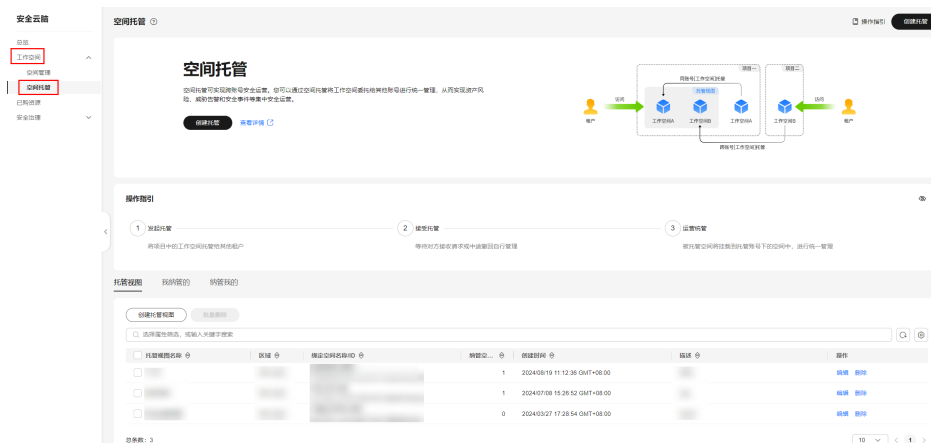 安全云脑
空间托管
操作指引
创建托管
总览
工作空间
空间管理
空间托管
已购资源
安全治理
空间托管
空间托管可实现跨账号安全运营。您可以通过空间托管将工作空间委托给其他账号进行统一管理，从而实现资产风
险、威胁告警和安全事件等集中安全运营。
创建托管
查看详情
项目一
项目二
同账号[工作空间]托管
托管视图
访问
访问
租户
工作空间A
工作空间B
工作空间A
工作空间B
租户
跨账号[工作空间]托管
操作指引
1 发起托管
将项目中的工作空间托管给其他租户
2 接受托管
等待对方接收请求或中途撤回自行管理
3 运营纳管
被托管空间将挂载到托管账号下的空间中，进行统一管理
托管视图
我纳管的
纳管我的
创建托管视图
批量删除
选择属性筛选，或输入关键字搜索
托管视图名称
区域
绑定空间名称/ID
纳管空...
创建时间
描述
操作
1 2024/08/19 11:12:36 GMT+08:00 编辑 删除
1 2024/07/08 15:26:52 GMT+08:00 编辑 删除
0 2024/03/27 17:28:54 GMT+08:00 编辑 删除
总条数：3
10
1